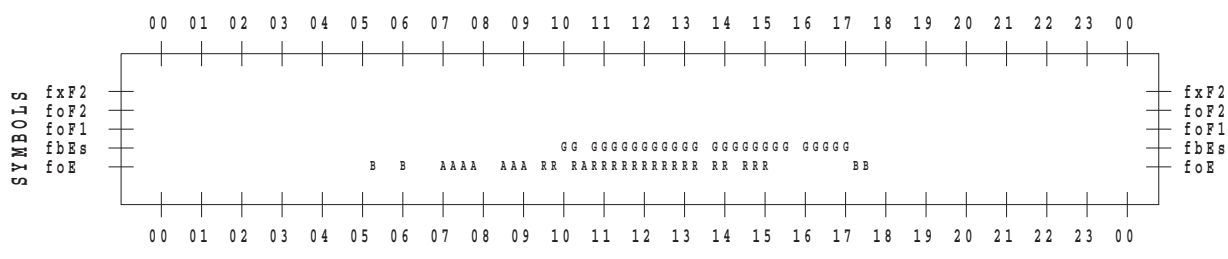 00 01 02 03 04 05 06 07 08 09 10 11 12 13 14 15 16 17 18 19 20 21 22 23 00
SYMBOLS
fxF2 fxF2
foF2 foF2
foF1 foF1
fbEs GG GGGGGGGGGGG GGGGGGGG GGGGG fbEs
foE B B AAAA AAA RR RARRRRRRRRRRR RR RRR BB foE
00 01 02 03 04 05 06 07 08 09 10 11 12 13 14 15 16 17 18 19 20 21 22 23 00